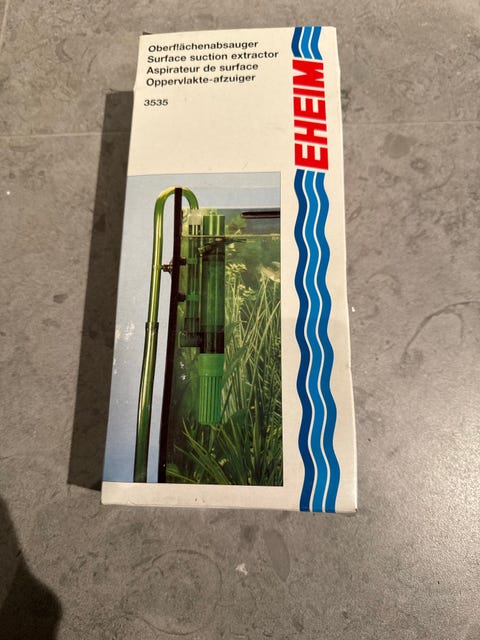 Oberflächenabsauger
Surface suction extractor
Aspirateur de surface
Oppervlakte-afzuiger
3535
EHEIM